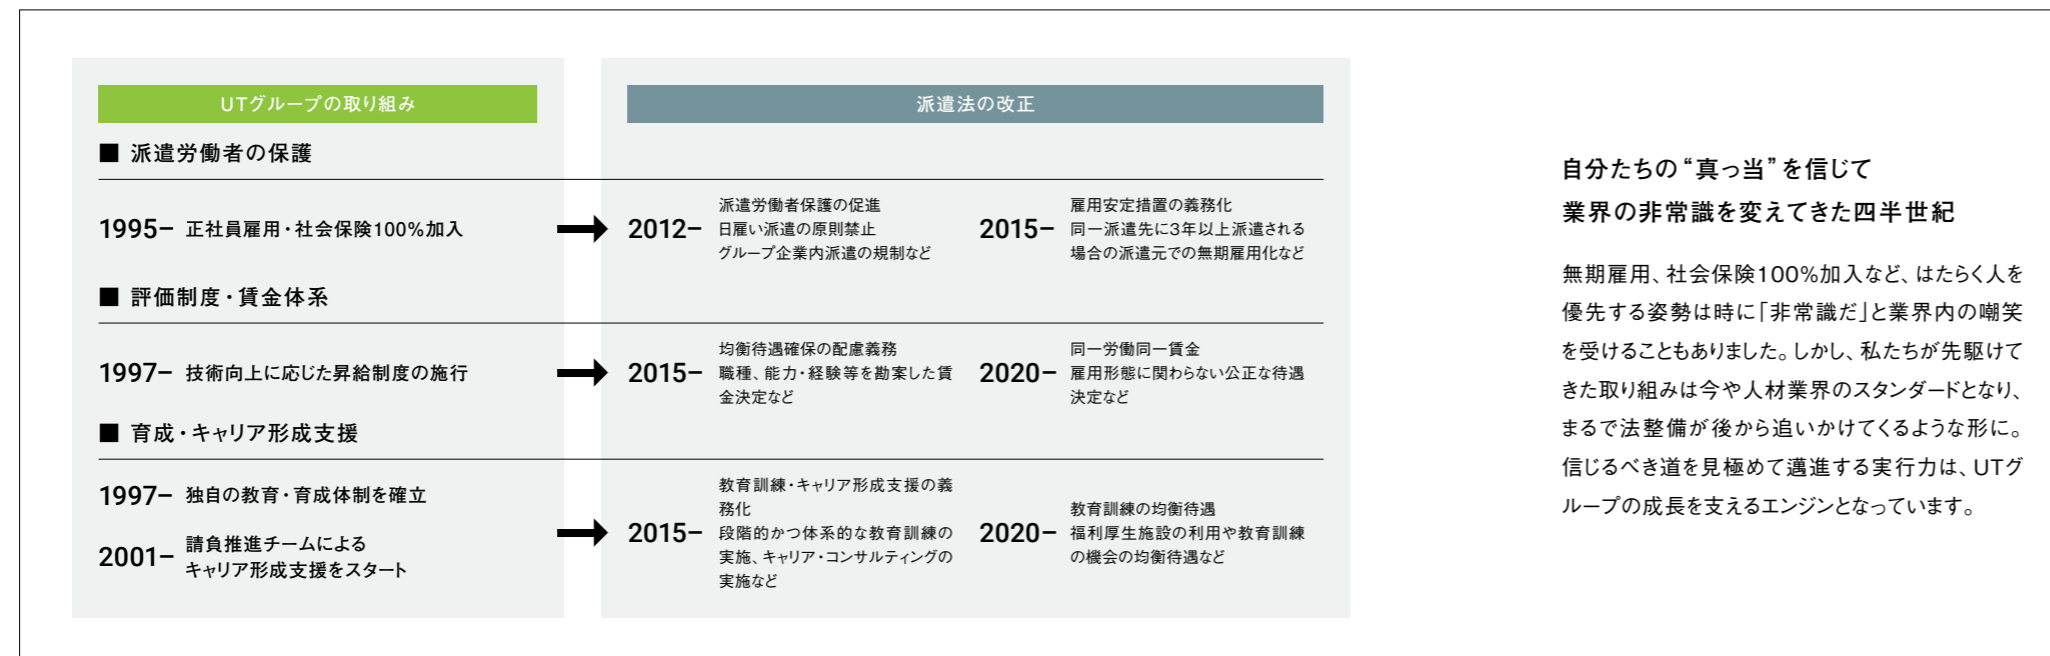 UTグループの取り組み
派遣法の改正
■ 派遣労働者の保護
1995– 正社員雇用・社会保険100%加入
2012–
派遣労働者保護の促進
日雇い派遣の原則禁止
グループ企業内派遣の規制など
2015–
雇用安定措置の義務化
同一派遣先に3年以上派遣される
場合の派遣元での無期雇用化など
■ 評価制度・賃金体系
1997– 技術向上に応じた昇給制度の施行
2015–
均衡待遇確保の配慮義務
職種、能力・経験等を勘案した賃
金決定など
2020–
同一労働同一賃金
雇用形態に関わらない公正な待遇
決定など
■ 育成・キャリア形成支援
1997– 独自の教育・育成体制を確立
2001–
請負推進チームによる
キャリア形成支援をスタート
2015–
教育訓練・キャリア形成支援の義
務化
段階的かつ体系的な教育訓練の
実施、キャリア・コンサルティングの
実施など
2020–
教育訓練の均衡待遇
福利厚生施設の利用や教育訓練
の機会の均衡待遇など
自分たちの“真っ当”を信じて
業界の非常識を変えてきた四半世紀
無期雇用、社会保険100%加入など、はたらく人を
優先する姿勢は時に「非常識だ」と業界内の嘲笑
を受けることもありました。しかし、私たちが先駆けて
きた取り組みは今や人材業界のスタンダードとなり、
まるで法整備が後から追いかけてくるような形に。
信じるべき道を見極めて邁進する実行力は、UTグ
ループの成長を支えるエンジンとなっています。